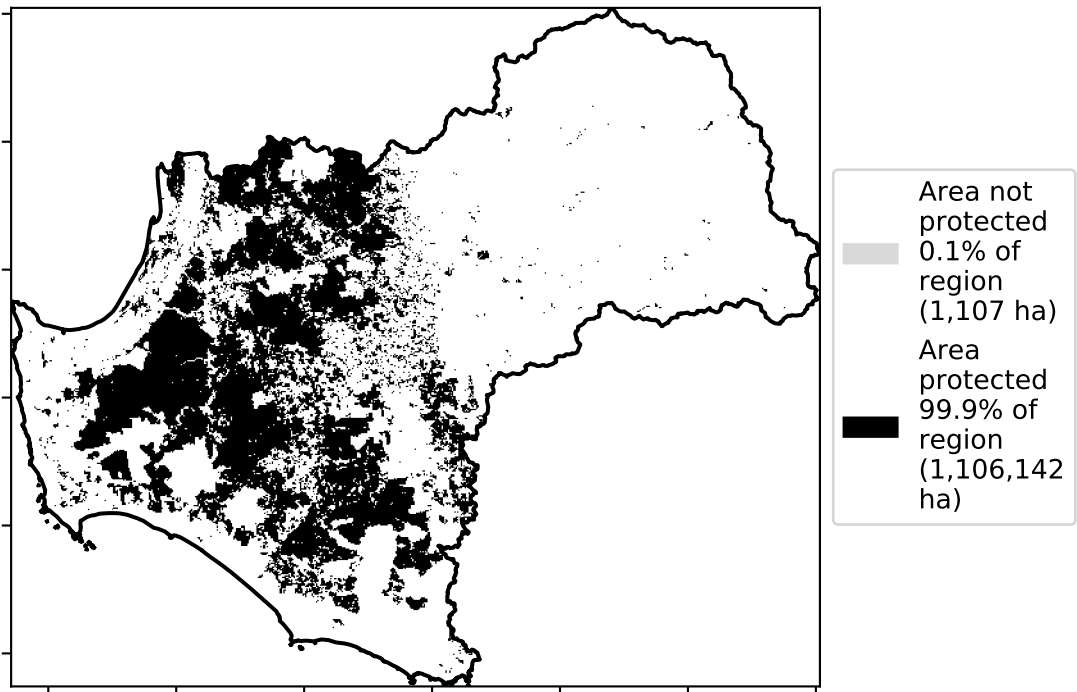 Area not
protected
0.1% of
region
(1,107 ha)
Area
protected
99.9% of
region
(1,106,142
ha)